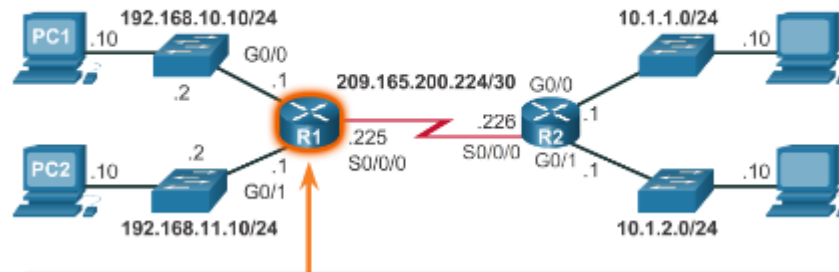 192.168.10.10/24
10.1.1.0/24
PC1
.10
G0/0
.10
.2
.1
209.165.200.224/30
G0/0
.1
R1
.225
.226
R2
S0/0/0
S0/0/0
G0/1
PC2
.10
.2
.1
G0/1
.1
.10
192.168.11.10/24
10.1.2.0/24